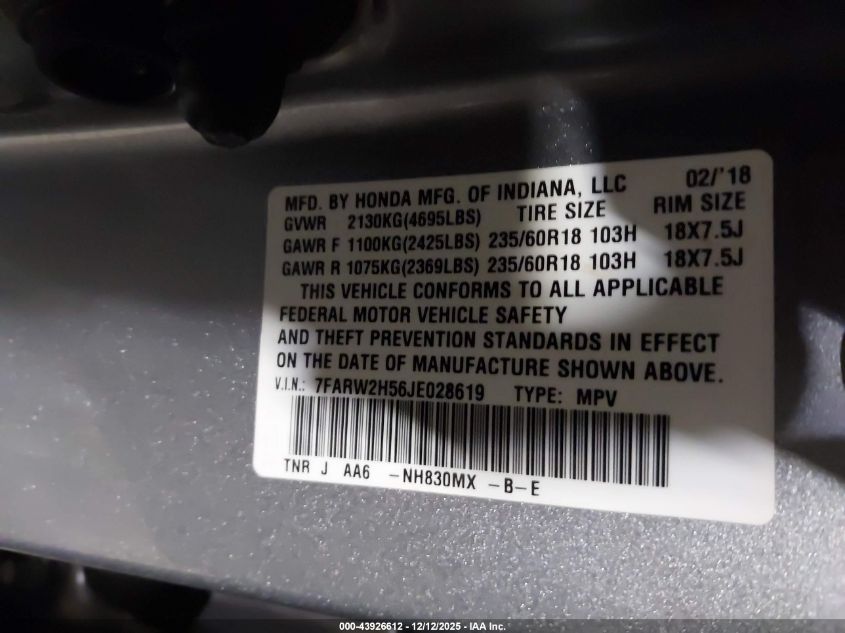 MFD. BY HONDA MFG. OF INDIANA, LLC 02/'18
GVWR 2130KG(4695LBS) TIRE SIZE RIM SIZE
GAWR F 1100KG(2425LBS) 235/60R18 103H 18X7.5J
GAWR R 1075KG(2369LBS) 235/60R18 103H 18X7.5J
THIS VEHICLE CONFORMS TO ALL APPLICABLE
FEDERAL MOTOR VEHICLE SAFETY
AND THEFT PREVENTION STANDARDS IN EFFECT
ON THE DATE OF MANUFACTURE SHOWN ABOVE.
V.I.N.: 7FARW2H56JE028619 TYPE: MPV
TNR J AA6 -NH830MX -B-E
000-43926612 - 12/12/2025 - IAA Inc.